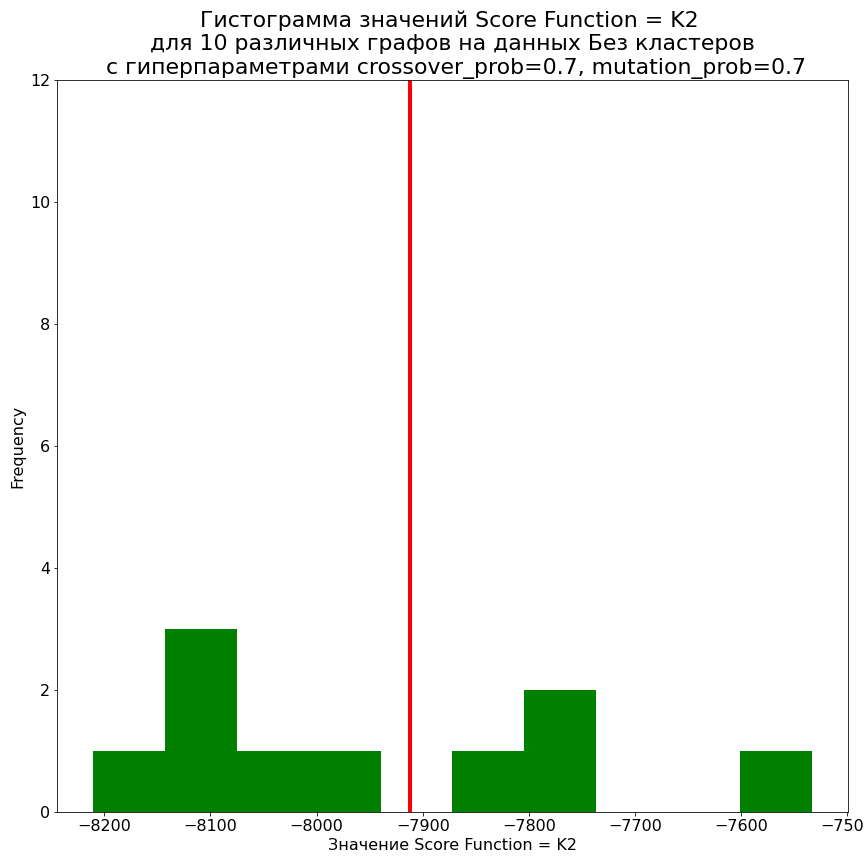 Гистограмма значений Score Function = K2
для 10 различных графов на данных Без кластеров
с гиперпараметрами crossover_prob=0.7, mutation_prob=0.7
12
10
8
6
4
2
0
Frequency
−8200 −8100 −8000 −7900 −7800 −7700 −7600 −750
Значение Score Function = K2